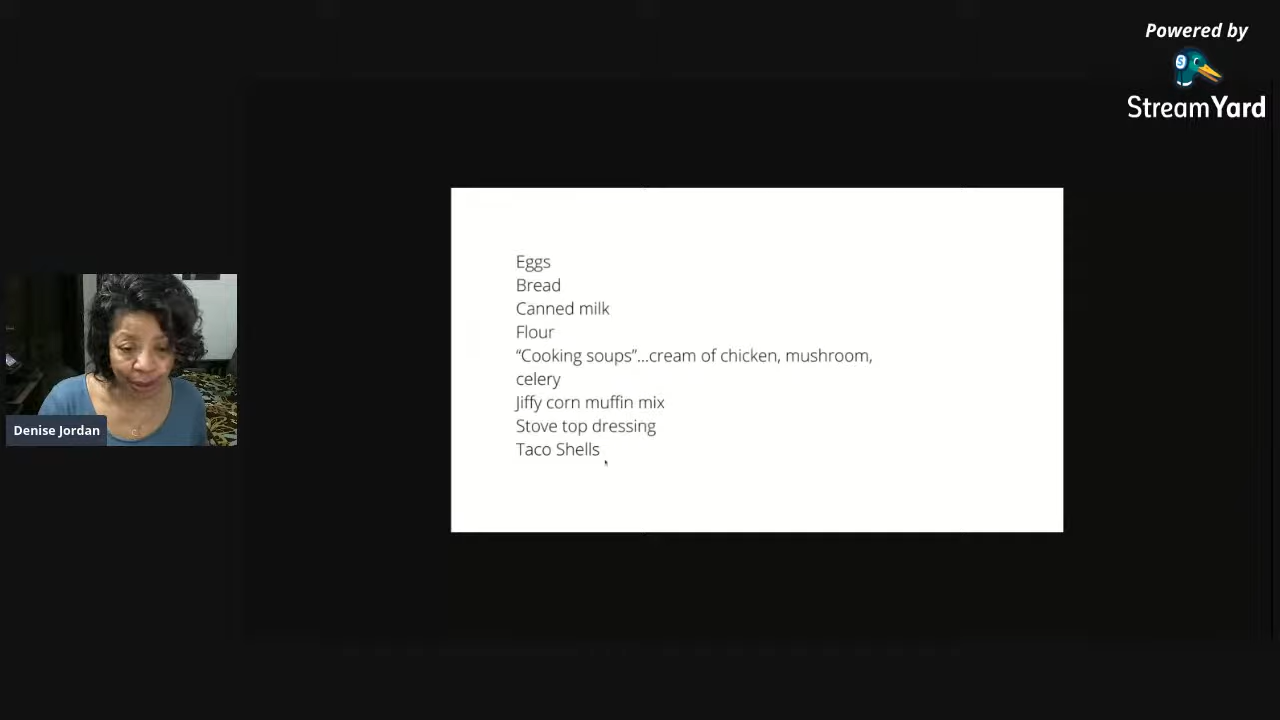 Powered by
StreamYard
Eggs
Bread
Canned milk
Flour
“Cooking soups”...cream of chicken, mushroom,
celery
Jiffy corn muffin mix
Stove top dressing
Taco Shells
Denise Jordan